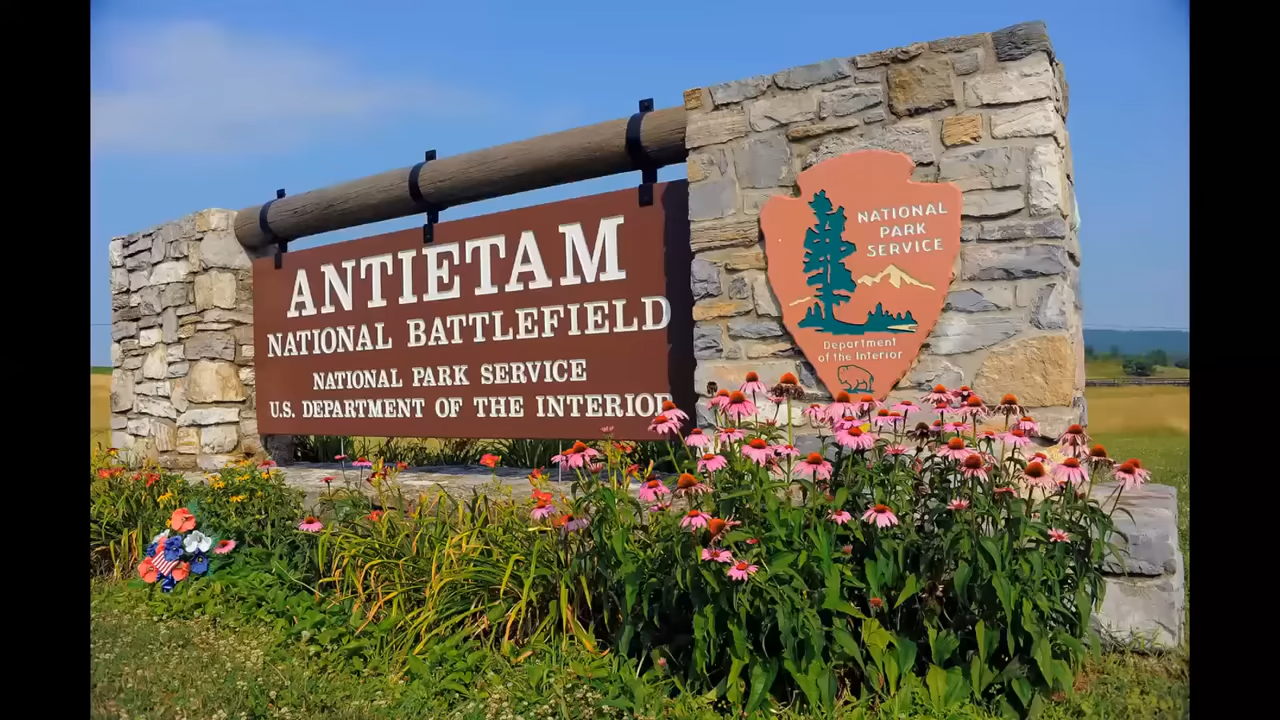 ANTIETAM
NATIONAL BATTLEFIELD
NATIONAL PARK SERVICE
U.S. DEPARTMENT OF THE INTERIOR
NATIONAL
PARK
SERVICE
Department
of the Interior